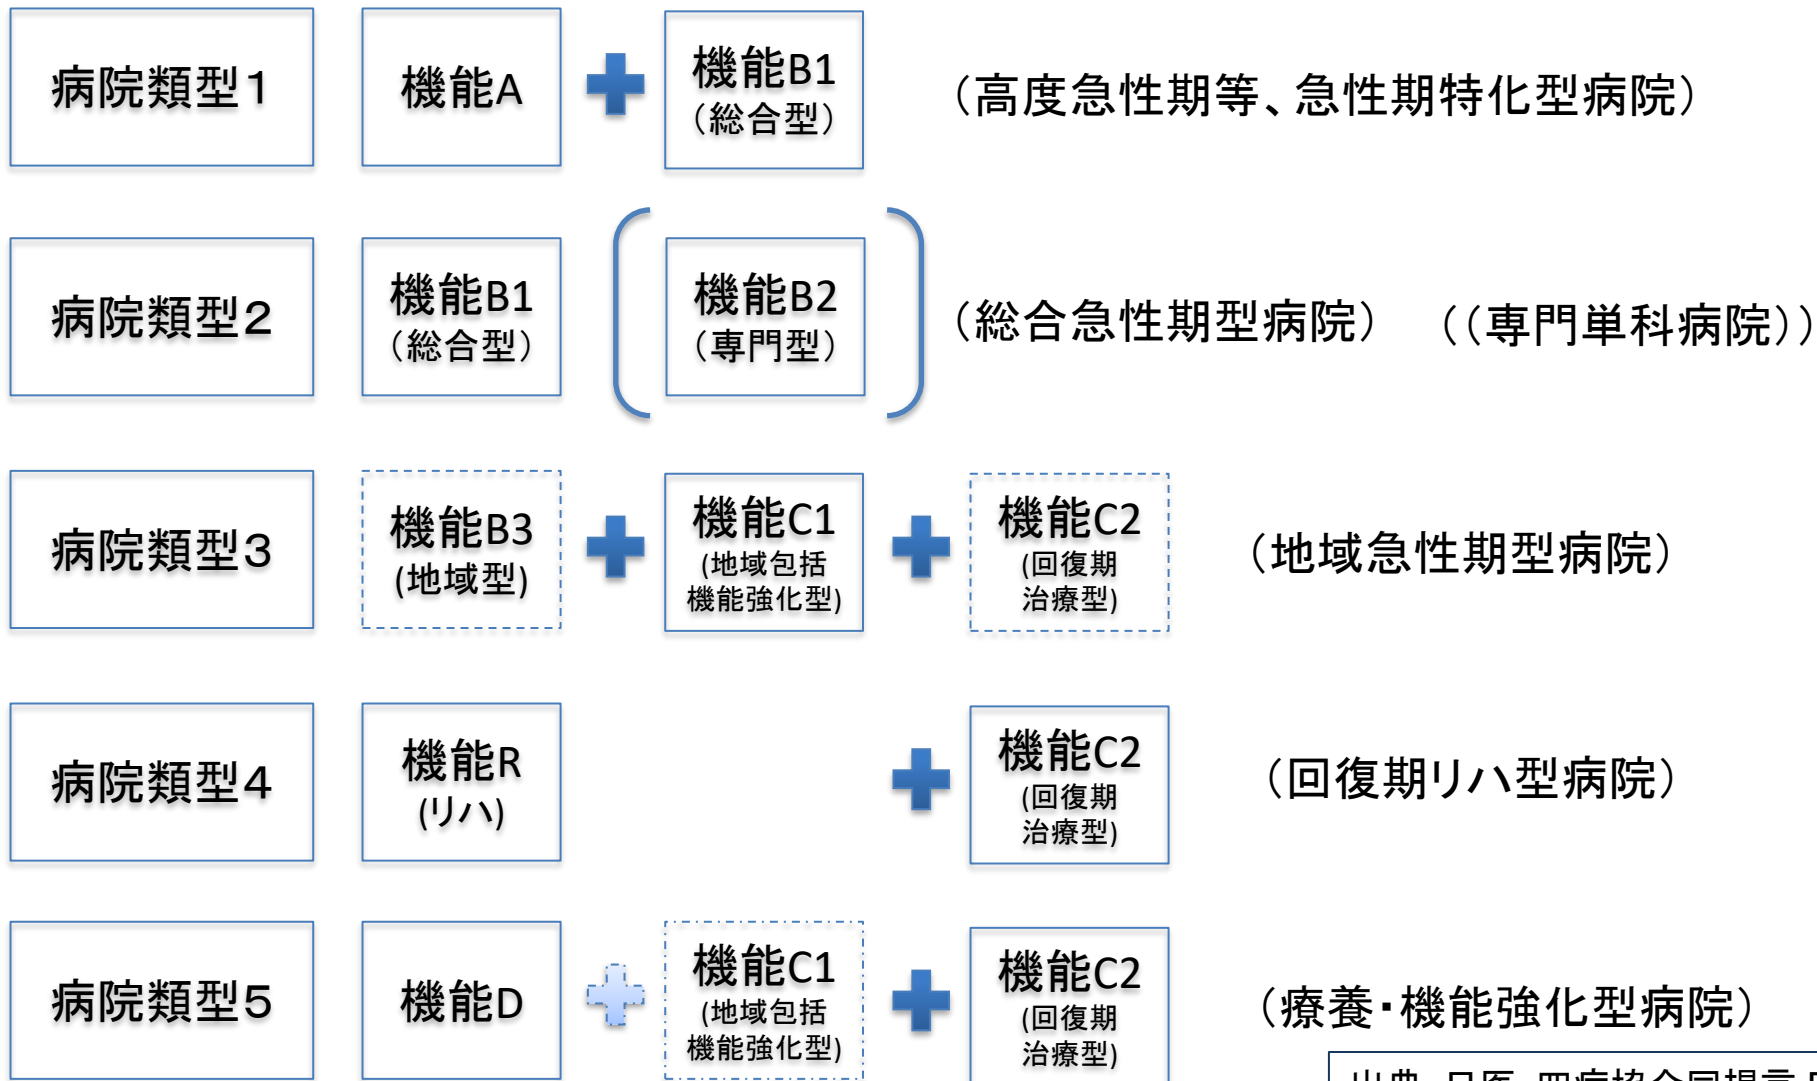 病院類型1
機能A
機能B1
（総合型）
（高度急性期等、急性期特化型病院）
病院類型2
機能B1
（総合型）
機能B2
（専門型）
（総合急性期型病院）
（（専門単科病院））
病院類型3
機能B3
(地域型)
機能C1
(地域包括
機能強化型)
機能C2
(回復期
治療型)
（地域急性期型病院）
病院類型4
機能R
(リハ)
機能C2
(回復期
治療型)
（回復期リハ型病院）
病院類型5
機能D
機能C1
(地域包括
機能強化型)
機能C2
(回復期
治療型)
（療養・機能強化型病院）